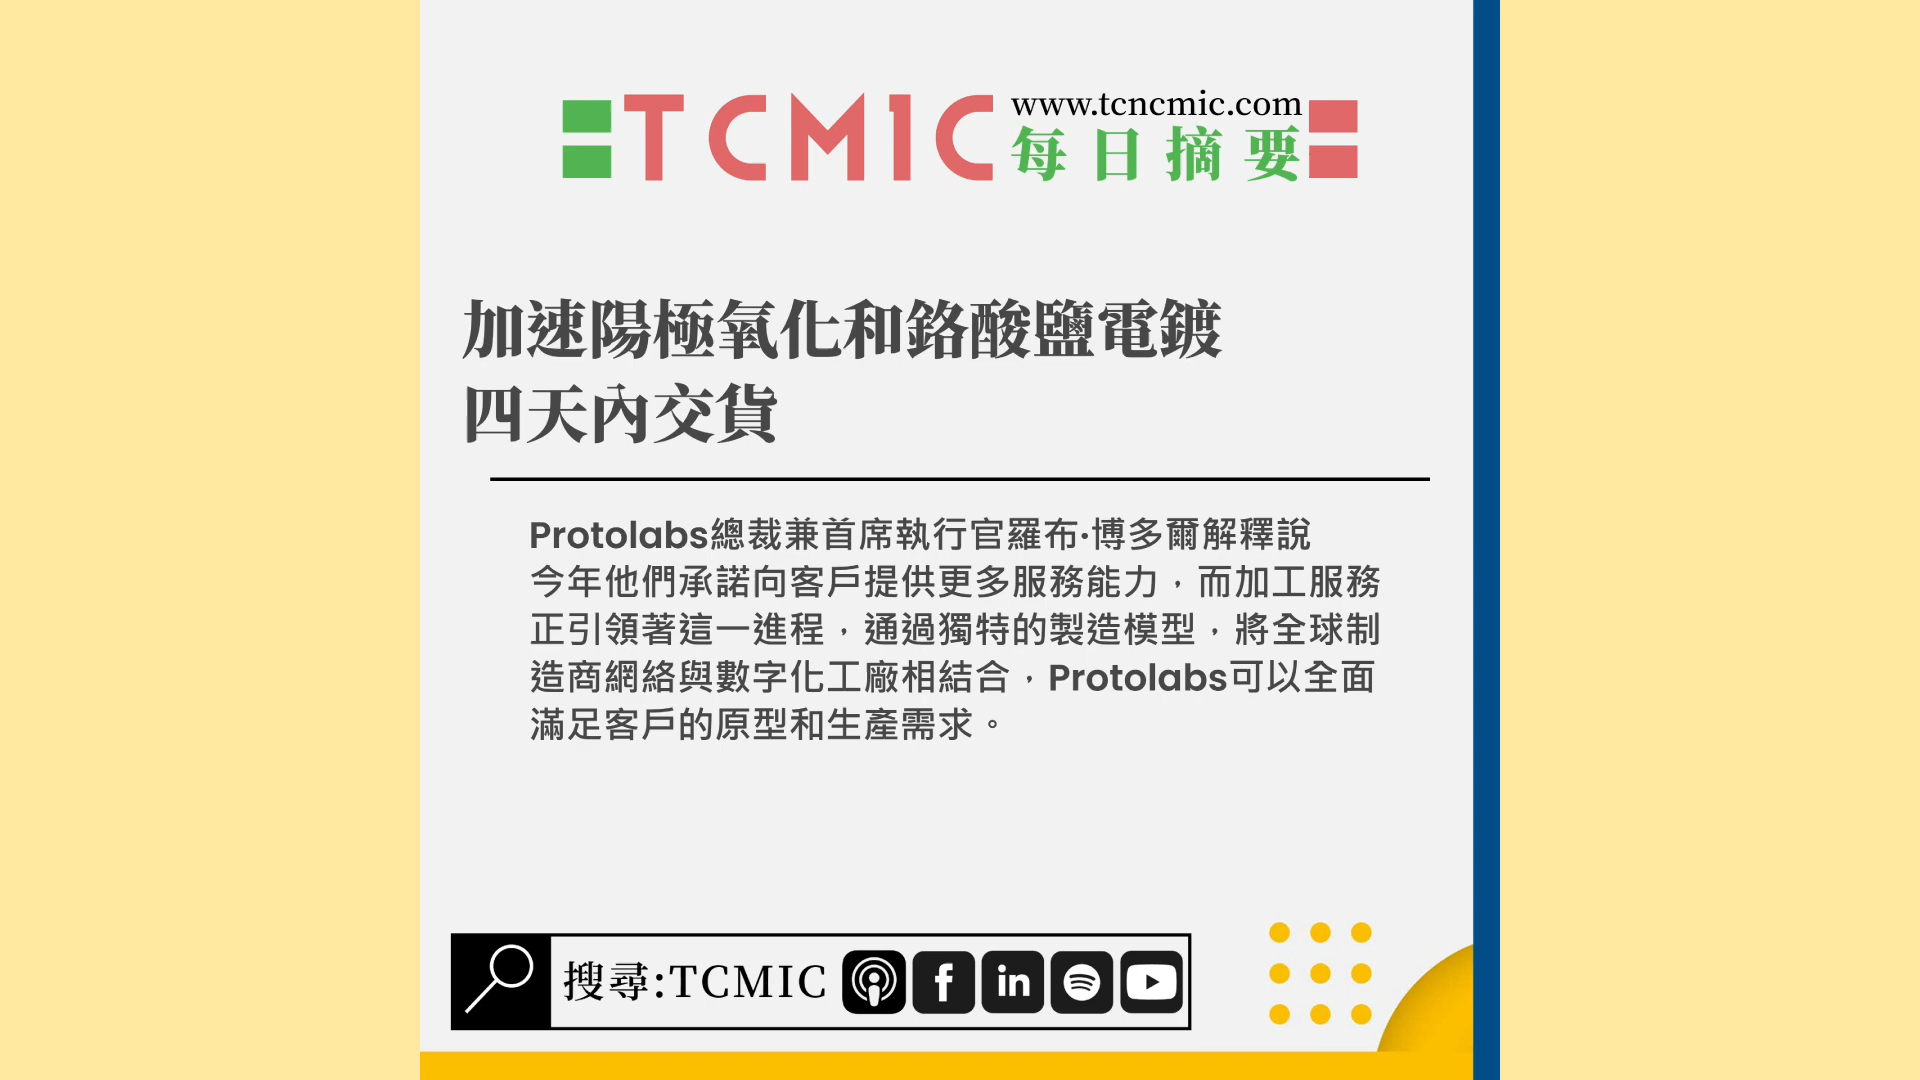 TCMIC
www.tcncmic.com
每日摘要
加速陽極氧化和鉻酸鹽電鍍
四天內交貨
Protolabs總裁兼首席執行官羅布·博多爾解釋說
今年他們承諾向客戶提供更多服務能力，而加工服務
正引領著這一進程，通過獨特的製造模型，將全球制
造商網絡與數字化工廠相結合，Protolabs可以全面
滿足客戶的原型和生產需求。
搜尋:TCMIC